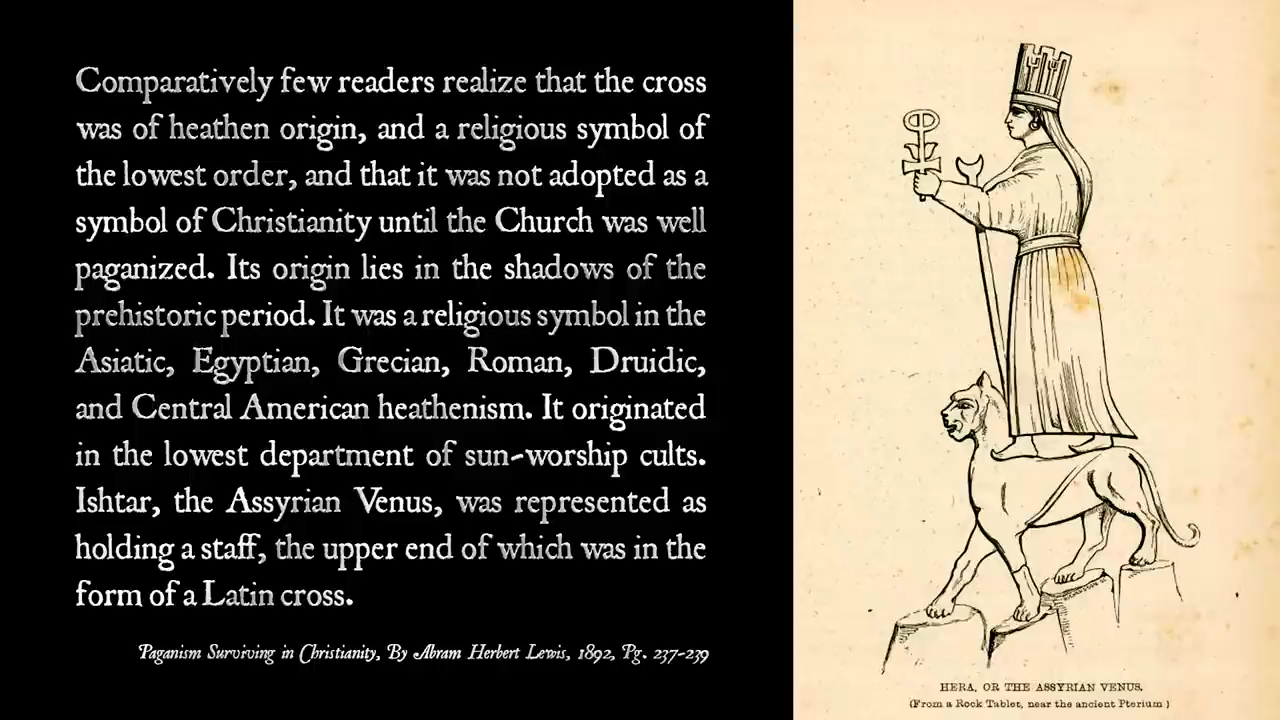 Comparatively few readers realize that the cross
was of heathen origin, and a religious symbol of
the lowest order, and that it was not adopted as a
symbol of Christianity until the Church was well
paganized. Its origin lies in the shadows of the
prehistoric period. It was a religious symbol in the
Asiatic, Egyptian, Grecian, Roman, Druidic,
and Central American heathenism. It originated
in the lowest department of sun-worship cults.
Ishtar, the Assyrian Venus, was represented as
holding a staff, the upper end of which was in the
form of a Latin cross.
Paganism Surviving in Christianity, By Abram Herbert Lewis, 1892, Pg. 237-239
HERA, OR THE ASSYRIAN VENUS.
(From a Rock Tablet, near the ancient Pterium )